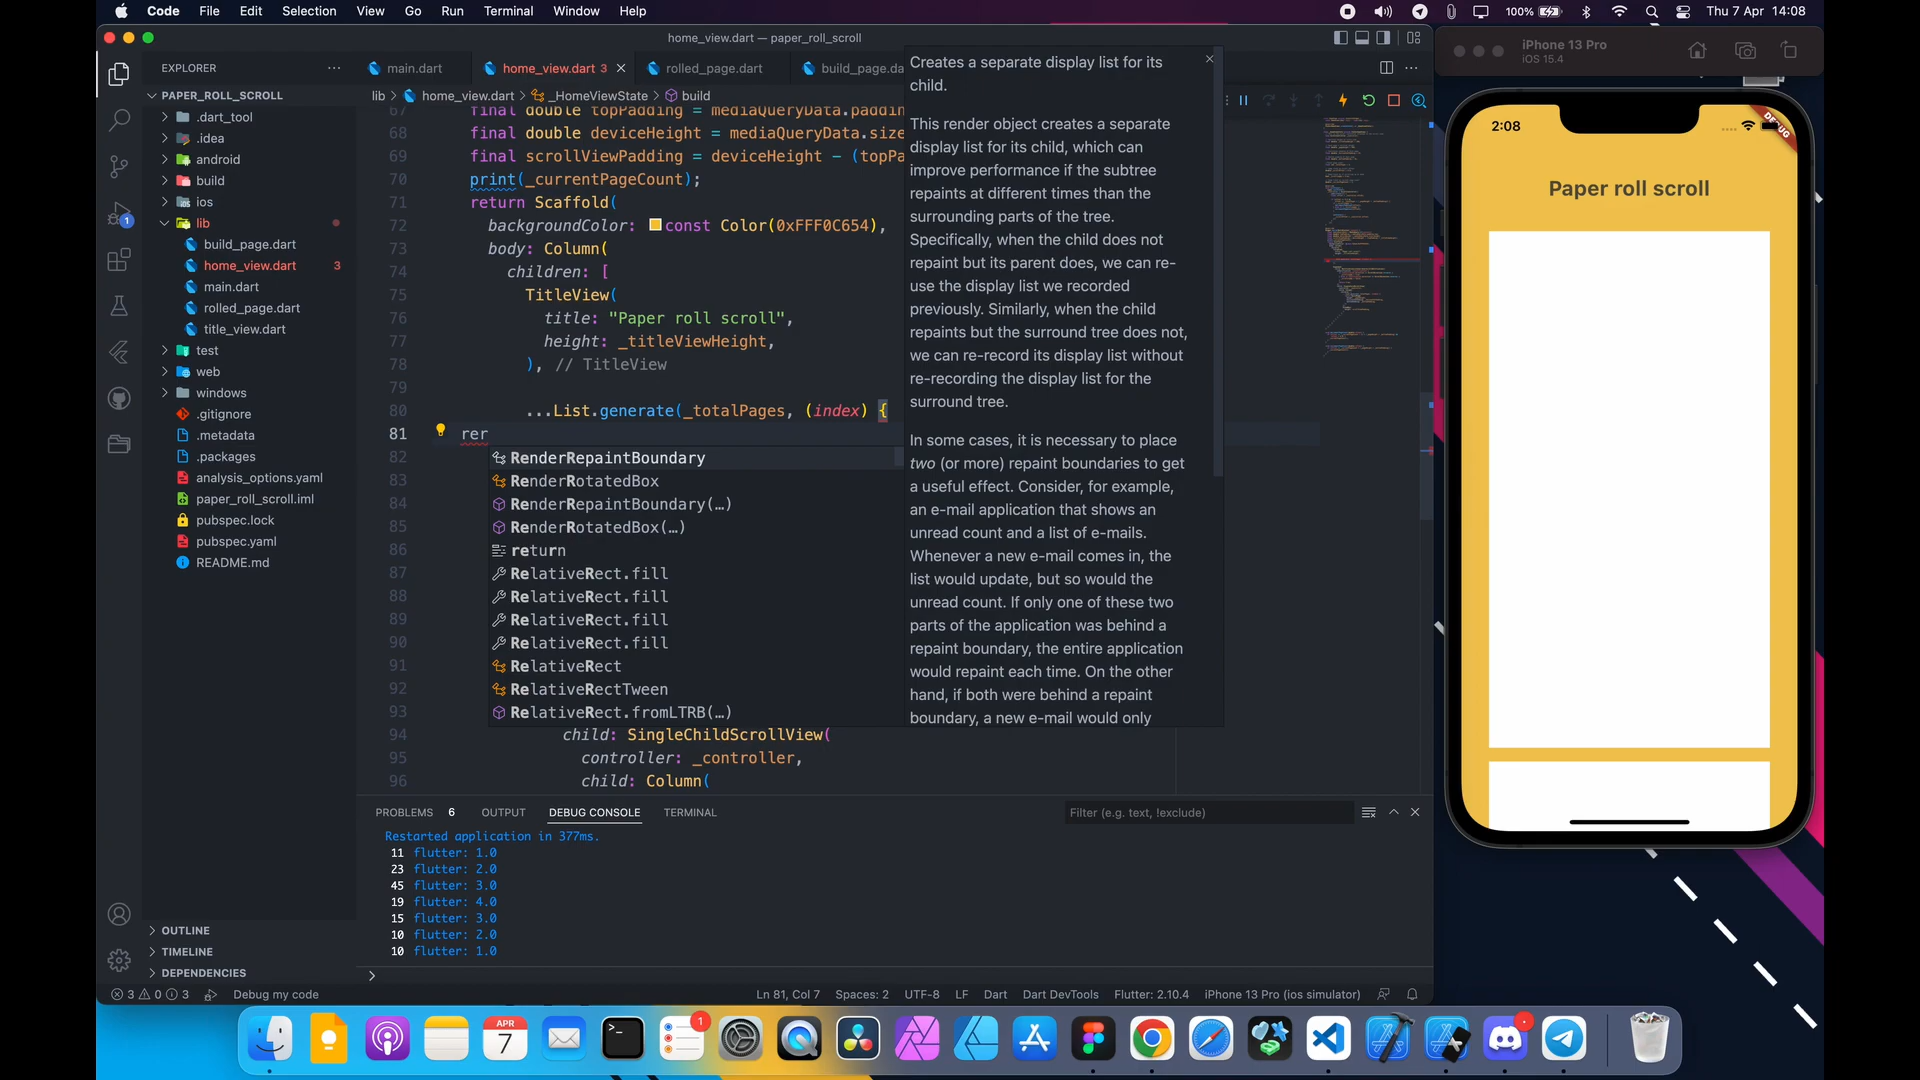 Code File Edit Selection View Go Run Terminal Window Help
100% Thu 7 Apr 14:08
home_view.dart — paper_roll_scroll
EXPLORER
PAPER_ROLL_SCROLL
.dart_tool
.idea
android
build
ios
lib
build_page.dart
home_view.dart 3
main.dart
rolled_page.dart
title_view.dart
test
web
windows
.gitignore
.metadata
.packages
analysis_options.yaml
paper_roll_scroll.iml
pubspec.lock
pubspec.yaml
README.md
OUTLINE
TIMELINE
DEPENDENCIES
1
main.dart home_view.dart 3 rolled_page.dart build_page.da
lib > home_view.dart > _HomeViewState > build
67 final double topPadding = mediaQueryData.paddin
68 final double deviceHeight = mediaQueryData.size
69 final scrollViewPadding = deviceHeight - (topPa
70 print(_currentPageCount);
71 return Scaffold(
72 backgroundColor: const Color(0xFFF0C654),
73 body: Column(
74 children: [
75 TitleView(
76 title: "Paper roll scroll",
77 height: _titleViewHeight,
78 ), // TitleView
79
80 ...List.generate(_totalPages, (index) {
81 rer
82
83
84
85
86
87
88
89
90
91
92
93
94 child: SingleChildScrollView(
95 controller: _controller,
96 child: Column(
RenderRepaintBoundary
RenderRotatedBox
RenderRepaintBoundary(…)
RenderRotatedBox(…)
return
RelativeRect.fill
RelativeRect.fill
RelativeRect.fill
RelativeRect.fill
RelativeRect
RelativeRectTween
RelativeRect.fromLTRB(…)
Creates a separate display list for its
child.
This render object creates a separate
display list for its child, which can
improve performance if the subtree
repaints at different times than the
surrounding parts of the tree.
Specifically, when the child does not
repaint but its parent does, we can re-
use the display list we recorded
previously. Similarly, when the child
repaints but the surround tree does not,
we can re-record its display list without
re-recording the display list for the
surround tree.
In some cases, it is necessary to place
two (or more) repaint boundaries to get
a useful effect. Consider, for example,
an e-mail application that shows an
unread count and a list of e-mails.
Whenever a new e-mail comes in, the
list would update, but so would the
unread count. If only one of these two
parts of the application was behind a
repaint boundary, the entire application
would repaint each time. On the other
hand, if both were behind a repaint
boundary, a new e-mail would only
PROBLEMS 6 OUTPUT DEBUG CONSOLE TERMINAL
Filter (e.g. text, !exclude)
Restarted application in 377ms.
11 flutter: 1.0
23 flutter: 2.0
45 flutter: 3.0
19 flutter: 4.0
15 flutter: 3.0
10 flutter: 2.0
10 flutter: 1.0
3 0 3 Debug my code
Ln 81, Col 7 Spaces: 2 UTF-8 LF Dart Dart DevTools Flutter: 2.10.4 iPhone 13 Pro (ios simulator)
iPhone 13 Pro
iOS 15.4
2:08
DEBUG
Paper roll scroll
APR
7
1